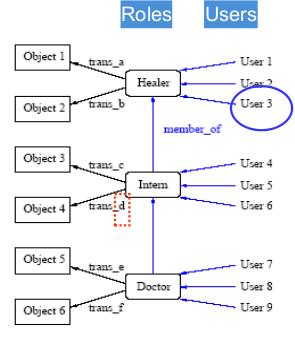 Roles Users
Object 1 trans_a User 1
Healer User 2
Object 2 trans_b User 3
member_of
Object 3 trans_c User 4
Intern User 5
Object 4 trans_d User 6
Object 5 trans_e User 7
Doctor User 8
Object 6 trans_f User 9